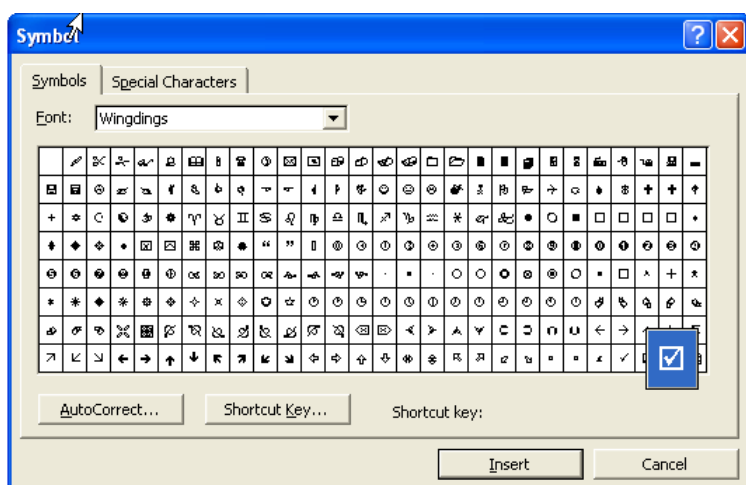 Symbol
Symbols Special Characters
Font: Wingdings
AutoCorrect... Shortcut Key... Shortcut key:
Insert Cancel